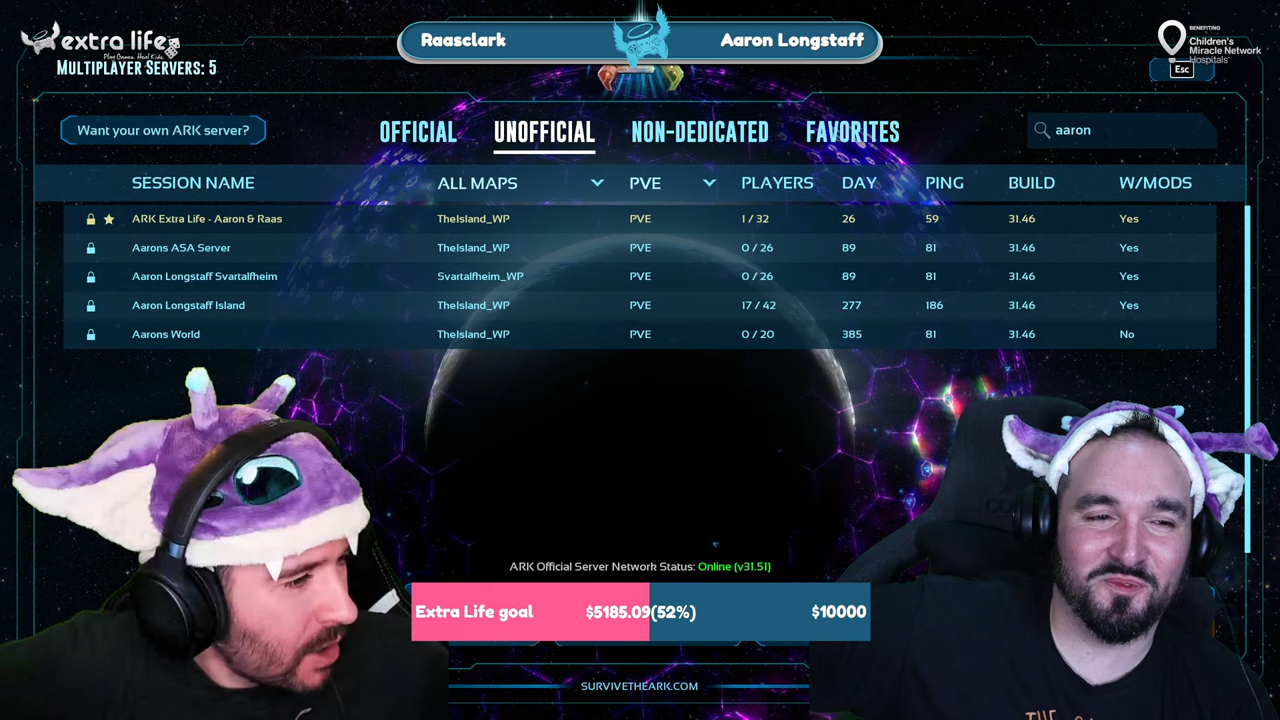 extra life
Play Games. Heal Kids.
MULTIPLAYER SERVERS: 5
Raasclark
Aaron Longstaff
BENEFITING
Children's
Miracle Network
Hospitals
Esc
Want your own ARK server?
OFFICIAL UNOFFICIAL NON-DEDICATED FAVORITES
aaron
SESSION NAME ALL MAPS PVE PLAYERS DAY PING BUILD W/MODS
ARK Extra Life - Aaron & Raas TheIsland_WP PVE 1 / 32 26 59 31.46 Yes
Aarons ASA Server TheIsland_WP PVE 0 / 26 89 81 31.46 Yes
Aaron Longstaff Svartalfheim Svartalfheim_WP PVE 0 / 26 89 81 31.46 Yes
Aaron Longstaff Island TheIsland_WP PVE 17 / 42 277 186 31.46 Yes
Aarons World TheIsland_WP PVE 0 / 20 385 81 31.46 No
ARK Official Server Network Status: Online (v31.51)
Extra Life goal $5185.09(52%) $10000
SURVIVETHEARK.COM
THE